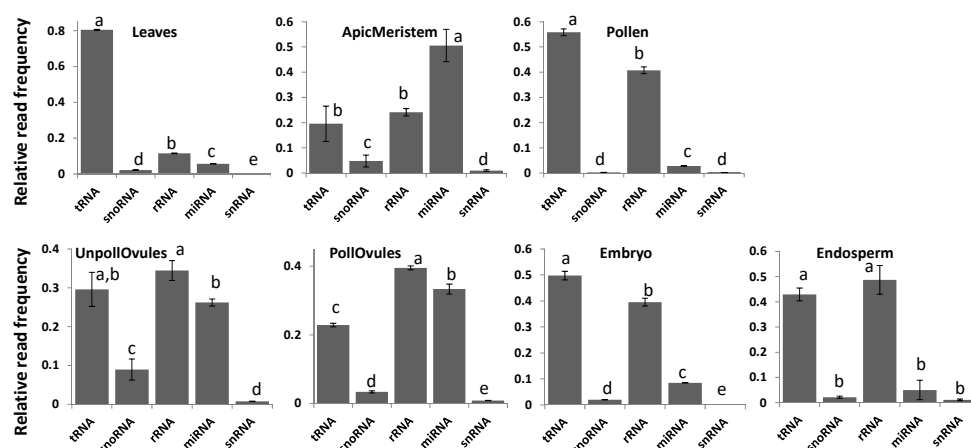 Relative read frequency
Leaves
0.8
0.6
0.4
0.2
0
a
d
b
c
e
tRNA
snoRNA
rRNA
miRNA
snRNA
ApicMeristem
0.6
0.5
0.4
0.3
0.2
0.1
0
b
c
b
a
d
tRNA
snoRNA
rRNA
miRNA
snRNA
Pollen
0.6
0.5
0.4
0.3
0.2
0.1
0
a
d
b
c
d
tRNA
snoRNA
rRNA
miRNA
snRNA
Relative read frequency
UnpollOvules
0.4
0.3
0.2
0.1
0
a,b
c
a
b
d
tRNA
snoRNA
rRNA
miRNA
snRNA
PollOvules
0.4
0.2
0
c
d
a
b
e
tRNA
snoRNA
rRNA
miRNA
snRNA
Embryo
0.6
0.5
0.4
0.3
0.2
0.1
0
a
d
b
c
e
tRNA
snoRNA
rRNA
miRNA
snRNA
Endosperm
0.6
0.5
0.4
0.3
0.2
0.1
0
a
b
a
b
b
tRNA
snoRNA
rRNA
miRNA
snRNA